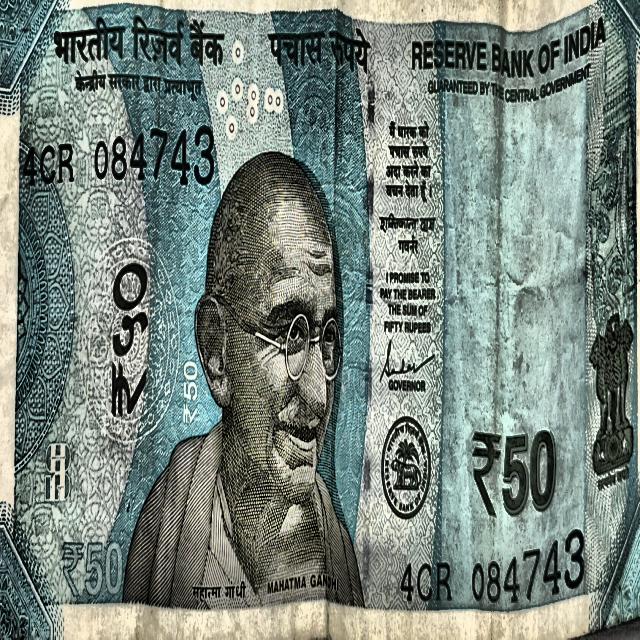 भारतीय रिज़र्व बैंक
केन्द्रीय सरकार द्वारा प्रत्याभूत
पचास रुपये
RESERVE BANK OF INDIA
GUARANTEED BY THE CENTRAL GOVERNMENT
4CR 084743
₹५०
₹50
मैं धारक को
पचास रुपये
अदा करने का
वचन देता हूँ ।
शक्तिकान्त दास
गवर्नर
I PROMISE TO
PAY THE BEARER
THE SUM OF
FIFTY RUPEES
GOVERNOR
₹50
₹50
महात्मा गांधी
MAHATMA GANDHI
4CR 084743